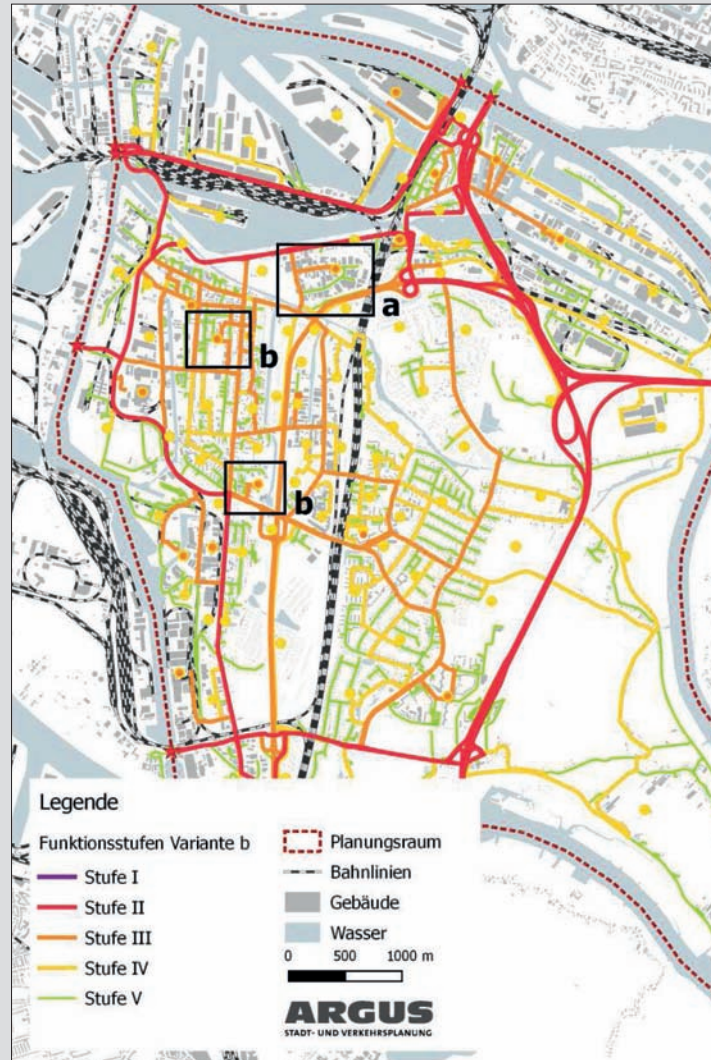 a
b
b
Legende
Funktionsstufen Variante b
Stufe I
Stufe II
Stufe III
Stufe IV
Stufe V
Planungsraum
Bahnlinien
Gebäude
Wasser
0 500 1000 m
ARGUS
STADT- UND VERKEHRSPLANUNG